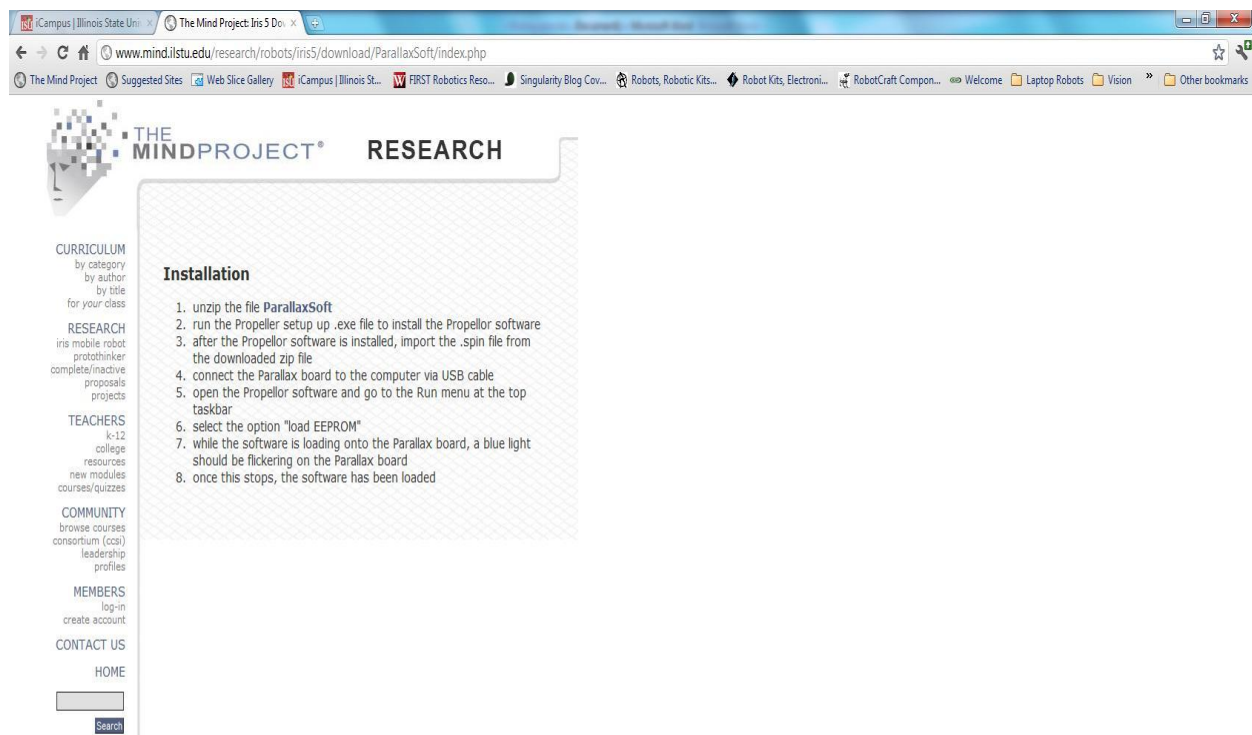 iCampus | Illinois State Uni
The Mind Project: Iris 5 Do
www.mind.ilstu.edu/research/robots/iris5/download/ParallaxSoft/index.php
The Mind Project Suggested Sites Web Slice Gallery iCampus | Illinois St... FIRST Robotics Reso... Singularity Blog Cov... Robots, Robotic Kits... Robot Kits, Electroni... RobotCraft Compon... Welcome Laptop Robots Vision » Other bookmarks
THE
MINDPROJECT® RESEARCH
CURRICULUM
by category
by author
by title
for your class
RESEARCH
iris mobile robot
protothinker
complete/inactive
proposals
projects
TEACHERS
k-12
college
resources
new modules
courses/quizzes
COMMUNITY
browse courses
consortium (ccsi)
leadership
profiles
MEMBERS
log-in
create account
CONTACT US
HOME
Search
Installation
1. unzip the file ParallaxSoft
2. run the Propeller setup up .exe file to install the Propellor software
3. after the Propellor software is installed, import the .spin file from
the downloaded zip file
4. connect the Parallax board to the computer via USB cable
5. open the Propellor software and go to the Run menu at the top
taskbar
6. select the option "load EEPROM"
7. while the software is loading onto the Parallax board, a blue light
should be flickering on the Parallax board
8. once this stops, the software has been loaded